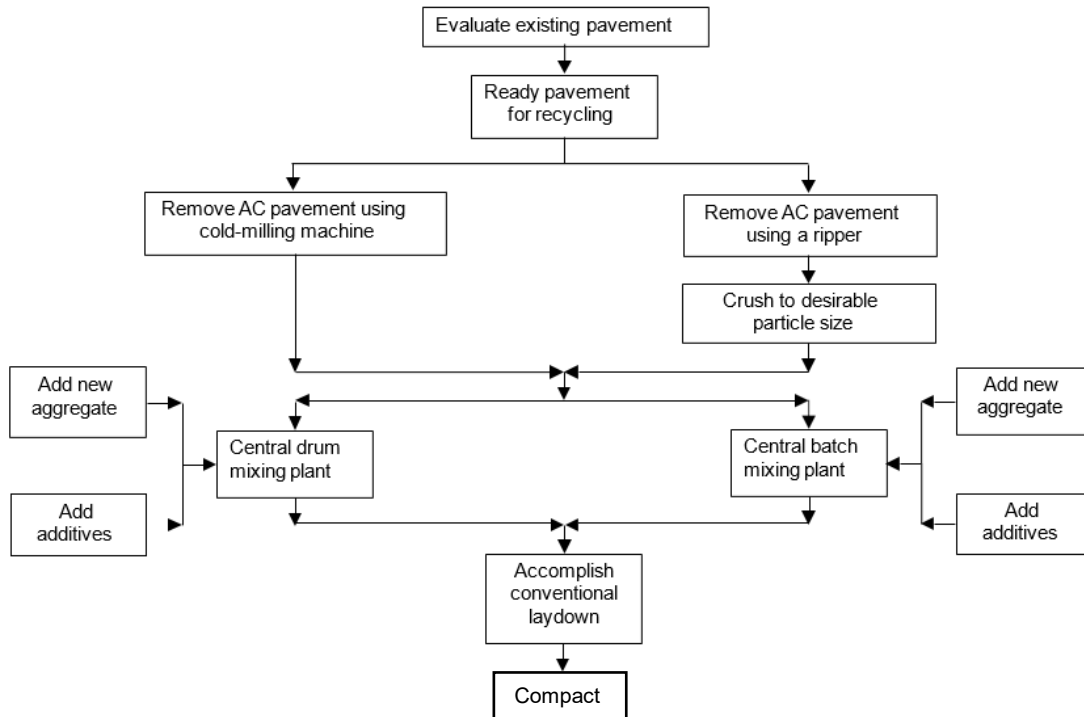 Evaluate existing pavement
Ready pavement
for recycling
Remove AC pavement using
cold-milling machine
Remove AC pavement
using a ripper
Crush to desirable
particle size
Add new
aggregate
Add new
aggregate
Central drum
mixing plant
Central batch
mixing plant
Add
additives
Add
additives
Accomplish
conventional
laydown
Compact